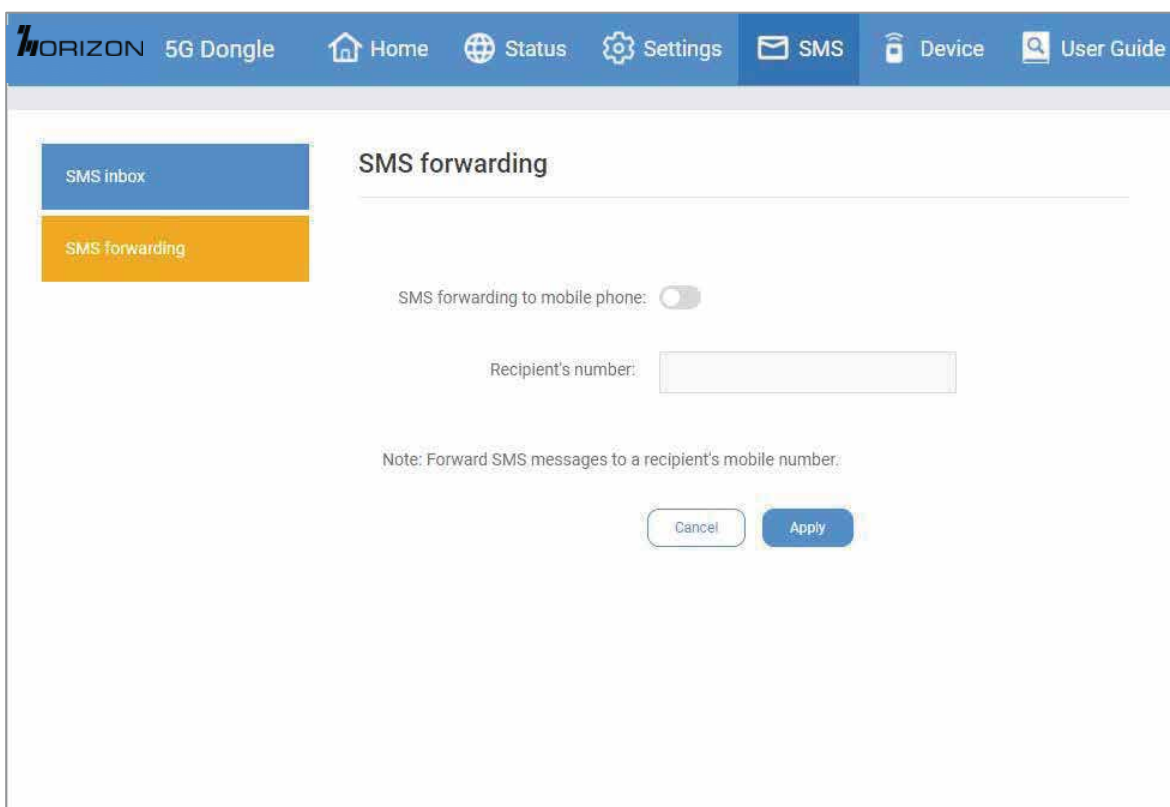 HORIZON 5G Dongle Home Status Settings SMS Device User Guide
SMS inbox
SMS forwarding
SMS forwarding
SMS forwarding to mobile phone:
Recipient's number:
Note: Forward SMS messages to a recipient's mobile number.
Cancel Apply